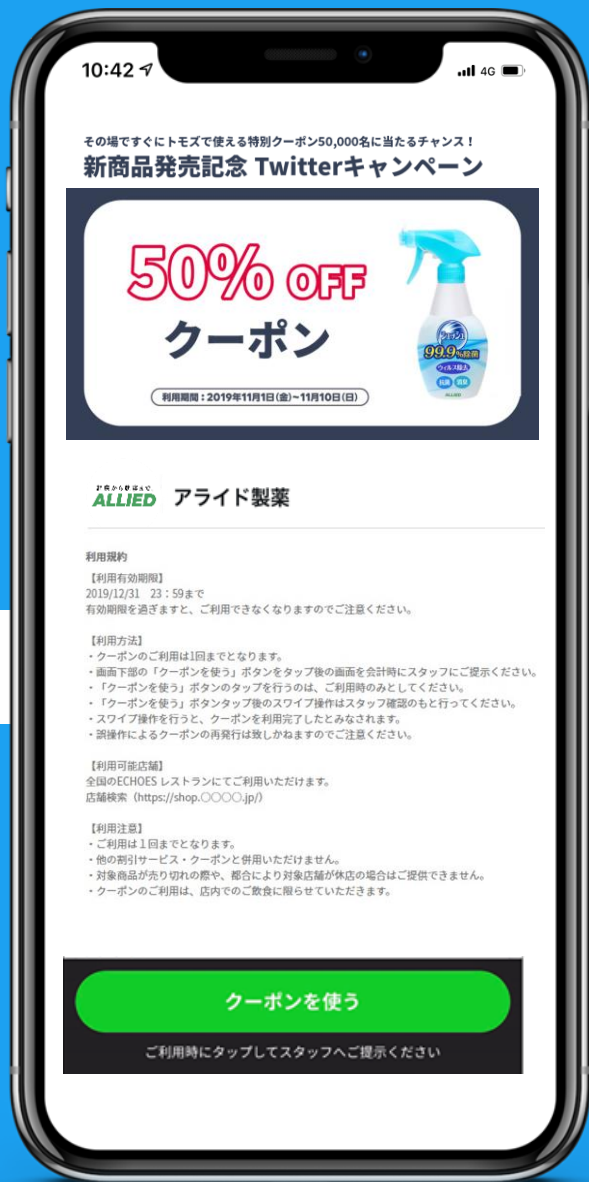 10:42
4G
その場ですぐにトモズで使える特別クーポン50,000名に当たるチャンス!
新商品発売記念 Twitterキャンペーン
50% OFF
クーポン
利用期間:2019年11月1日(金)~11月10日(日)
99.9%除菌
ウィルス除去
抗菌 消臭
ALLIED
ALLIED アライド製薬
利用規約
【利用有効期限】
2019/12/31 23:59まで
有効期限を過ぎますと、ご利用できなくなりますのでご注意ください。
【利用方法】
・クーポンのご利用は1回までとなります。
・画面下部の「クーポンを使う」ボタンをタップ後の画面を会計時にスタッフにご提示ください。
・「クーポンを使う」ボタンのタップを行うのは、ご利用時のみとしてください。
・「クーポンを使う」ボタンタップ後のスワイプ操作はスタッフ確認のもと行ってください。
・スワイプ操作を行うと、クーポンを利用完了したとみなされます。
・誤操作によるクーポンの再発行は致しかねますのでご注意ください。
【利用可能店舗】
全国のECHOES レストランにてご利用いただけます。
店舗検索（https://shop.○○○○.jp/）
【利用注意】
・ご利用は１回までとなります。
・他の割引サービス・クーポンと併用いただけません。
・対象商品が売り切れの際や、都合により対象店舗が休店の場合はご提供できません。
・クーポンのご利用は、店内でのご飲食に限らせていただきます。
クーポンを使う
ご利用時にタップしてスタッフへご提示ください